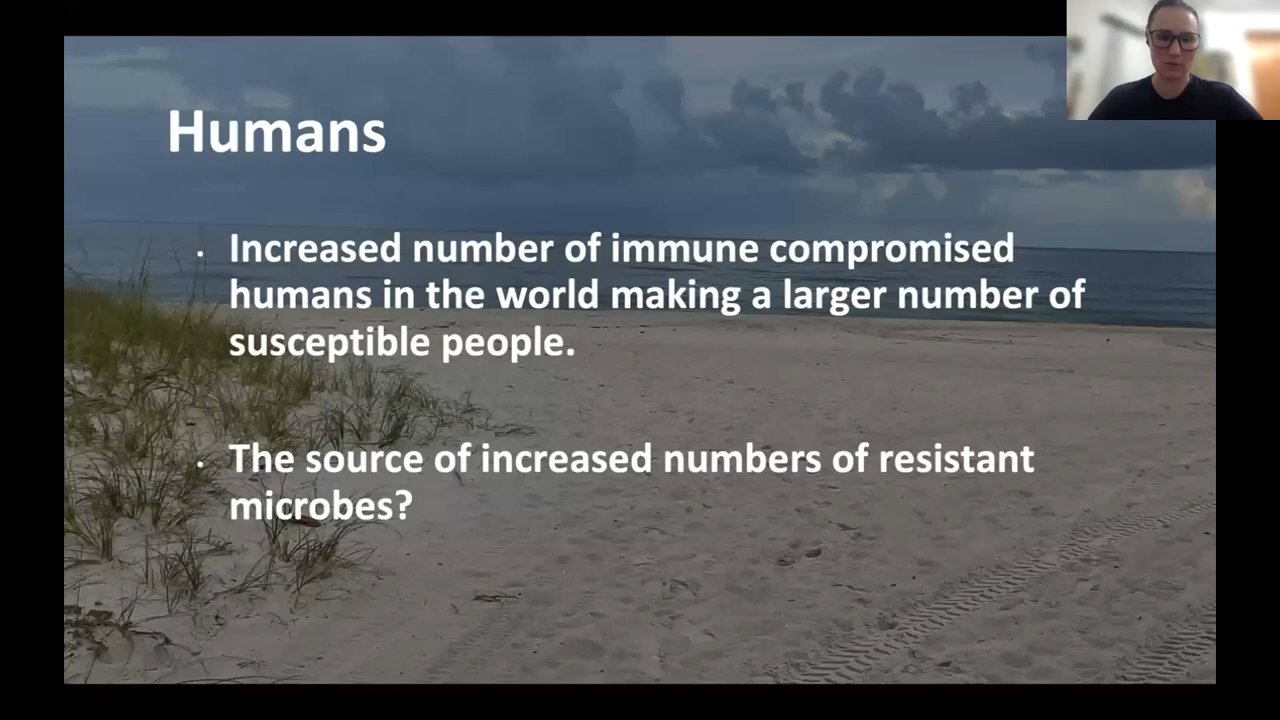 Humans
· Increased number of immune compromised
humans in the world making a larger number of
susceptible people.
· The source of increased numbers of resistant
microbes?